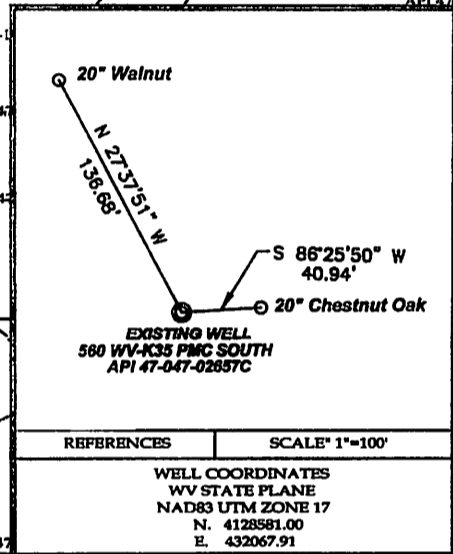 API 47
20" Walnut
N 27°37'51" W
136.68'
S 86°25'50" W
40.94'
20" Chestnut Oak
EXISTING WELL
560 WV-K35 PMC SOUTH
API 47-047-02657C
REFERENCES
SCALE" 1"=100'
WELL COORDINATES
WV STATE PLANE
NAD83 UTM ZONE 17
N. 4128581.00
E. 432067.91